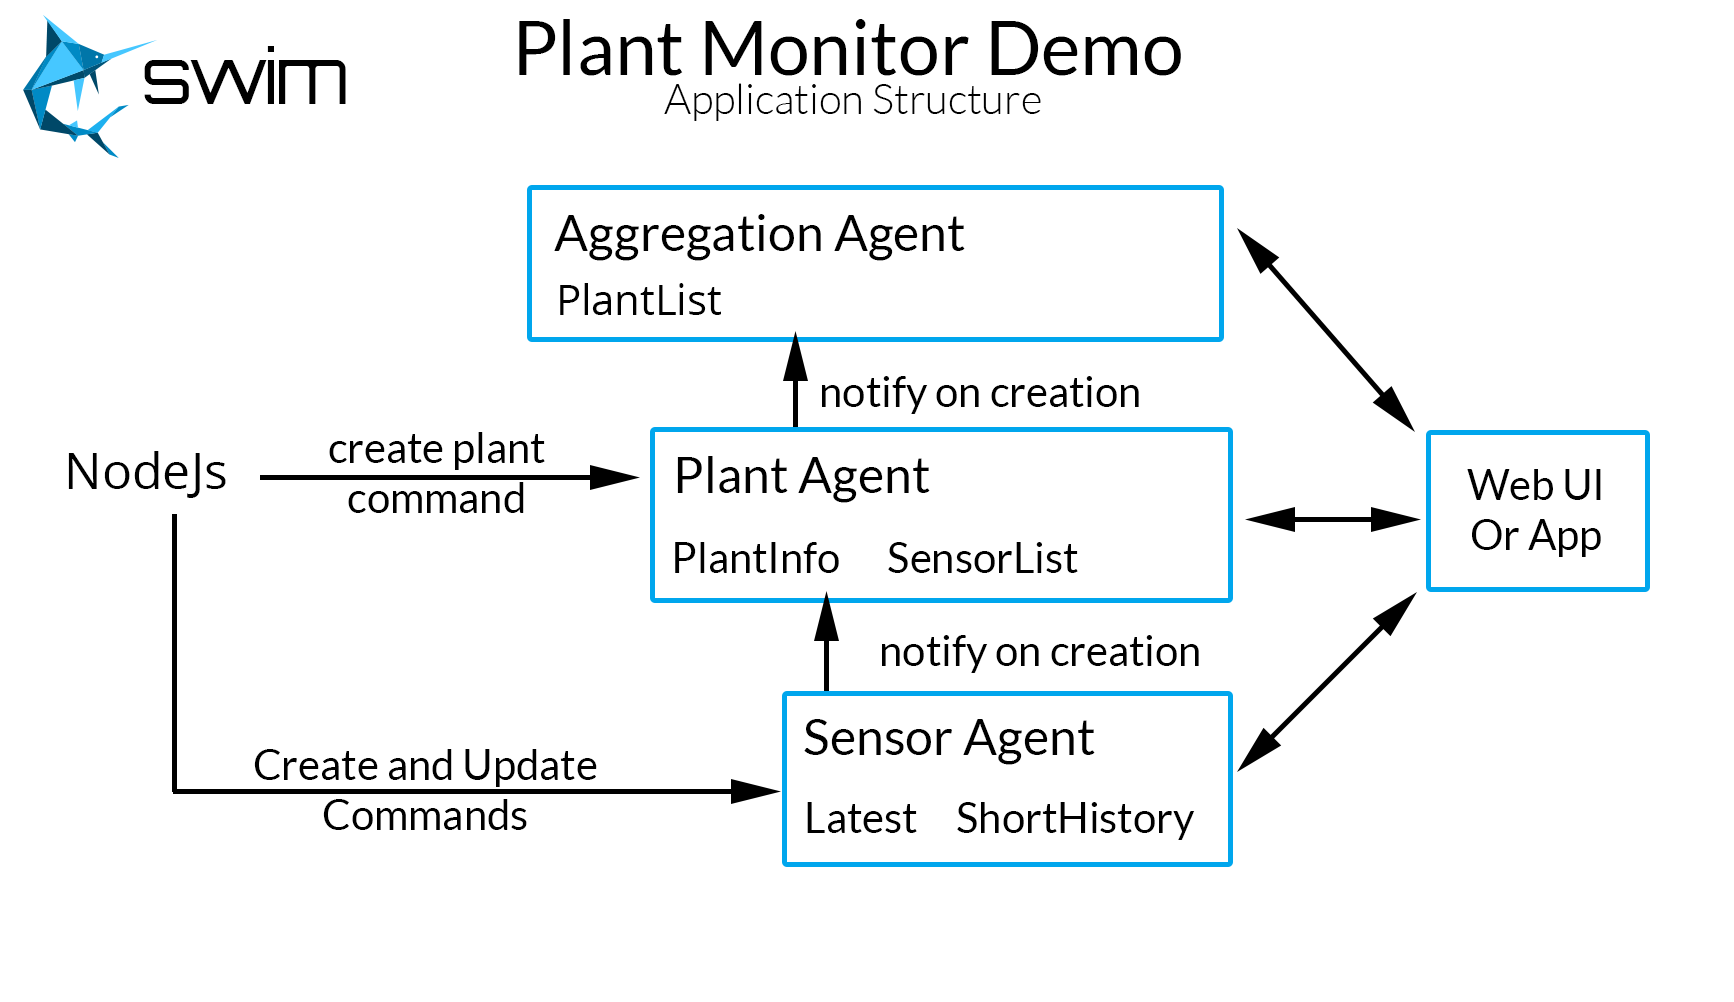 swim
Plant Monitor Demo
Application Structure
Aggregation Agent
PlantList
notify on creation
NodeJs
create plant
command
Plant Agent
PlantInfo SensorList
Web UI
Or App
notify on creation
Sensor Agent
Latest ShortHistory
Create and Update
Commands